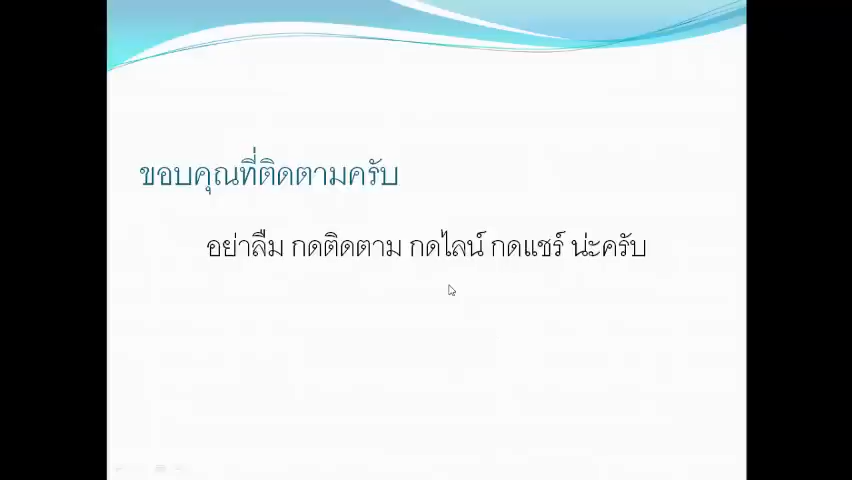 ขอบคุณที่ติดตามครับ
อย่าลืม กดติดตาม กดไลน์ กดแชร์ น่ะครับ